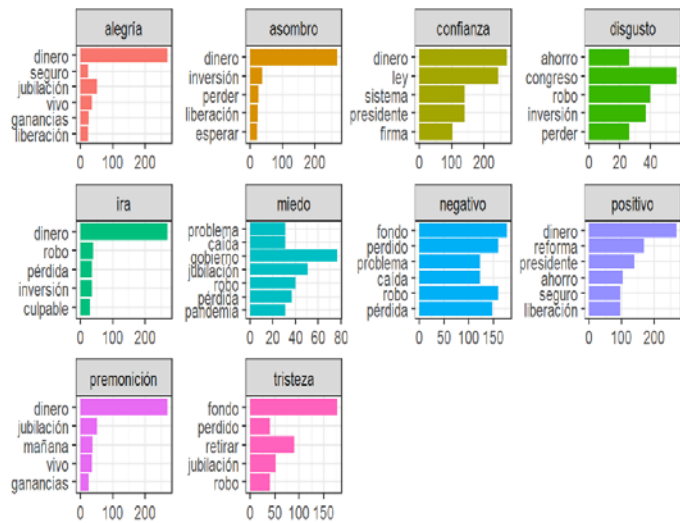 alegría
dinero
seguro
jubilación
vivo
ganancias
liberación
0 100 200
asombro
dinero
inversión
perder
liberación
esperar
0 100 200
confianza
dinero
ley
sistema
presidente
firma
0 100 200
disgusto
ahorro
congreso
robo
inversión
perder
0 20 40
ira
dinero
robo
pérdida
inversión
culpable
0 100 200
miedo
problema
caída
gobierno
jubilación
robo
pérdida
pandemia
0 20 40 60 80
negativo
fondo
perdido
problema
caída
robo
pérdida
0 50 100 150
positivo
dinero
reforma
presidente
ahorro
seguro
liberación
0 100 200
premonición
dinero
jubilación
mañana
vivo
ganancias
0 100 200
tristeza
fondo
perdido
retirar
jubilación
robo
0 50 100 150